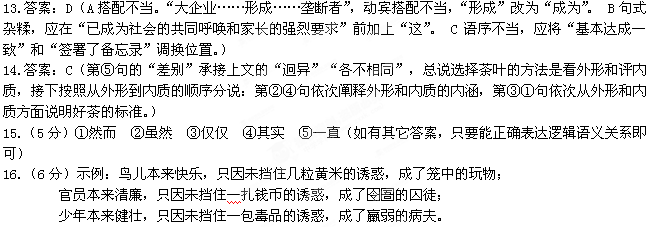 13.答案：D（A搭配不当。“大企业……形成……垄断者”，动宾搭配不当，“形成”改为“成为”。 B句式
杂糅，应在“已成为社会的共同呼唤和家长的强烈要求”前加上“这”。 C语序不当，应将“基本达成一
致”和“签署了备忘录”调换位置。）
14.答案：C（第⑤句的“差别”承接上文的“迥异”“各不相同”，总说选择茶叶的方法是看外形和评内
质，接下按照从外形到内质的顺序分说：第②④句依次阐释外形和内质的内涵，第③①句依次从外形和内
质方面说明好茶的标准。）
15.（5分）①然而 ②虽然 ③仅仅 ④其实 ⑤一直（如有其它答案，只要能正确表达逻辑语义关系即
可）
16.（6分）示例：鸟儿本来快乐，只因未挡住几粒黄米的诱惑，成了笼中的玩物；
官员本来清廉，只因未挡住一扎钱币的诱惑，成了囹圄的囚徒；
少年本来健壮，只因未挡住一包毒品的诱惑，成了羸弱的病夫。